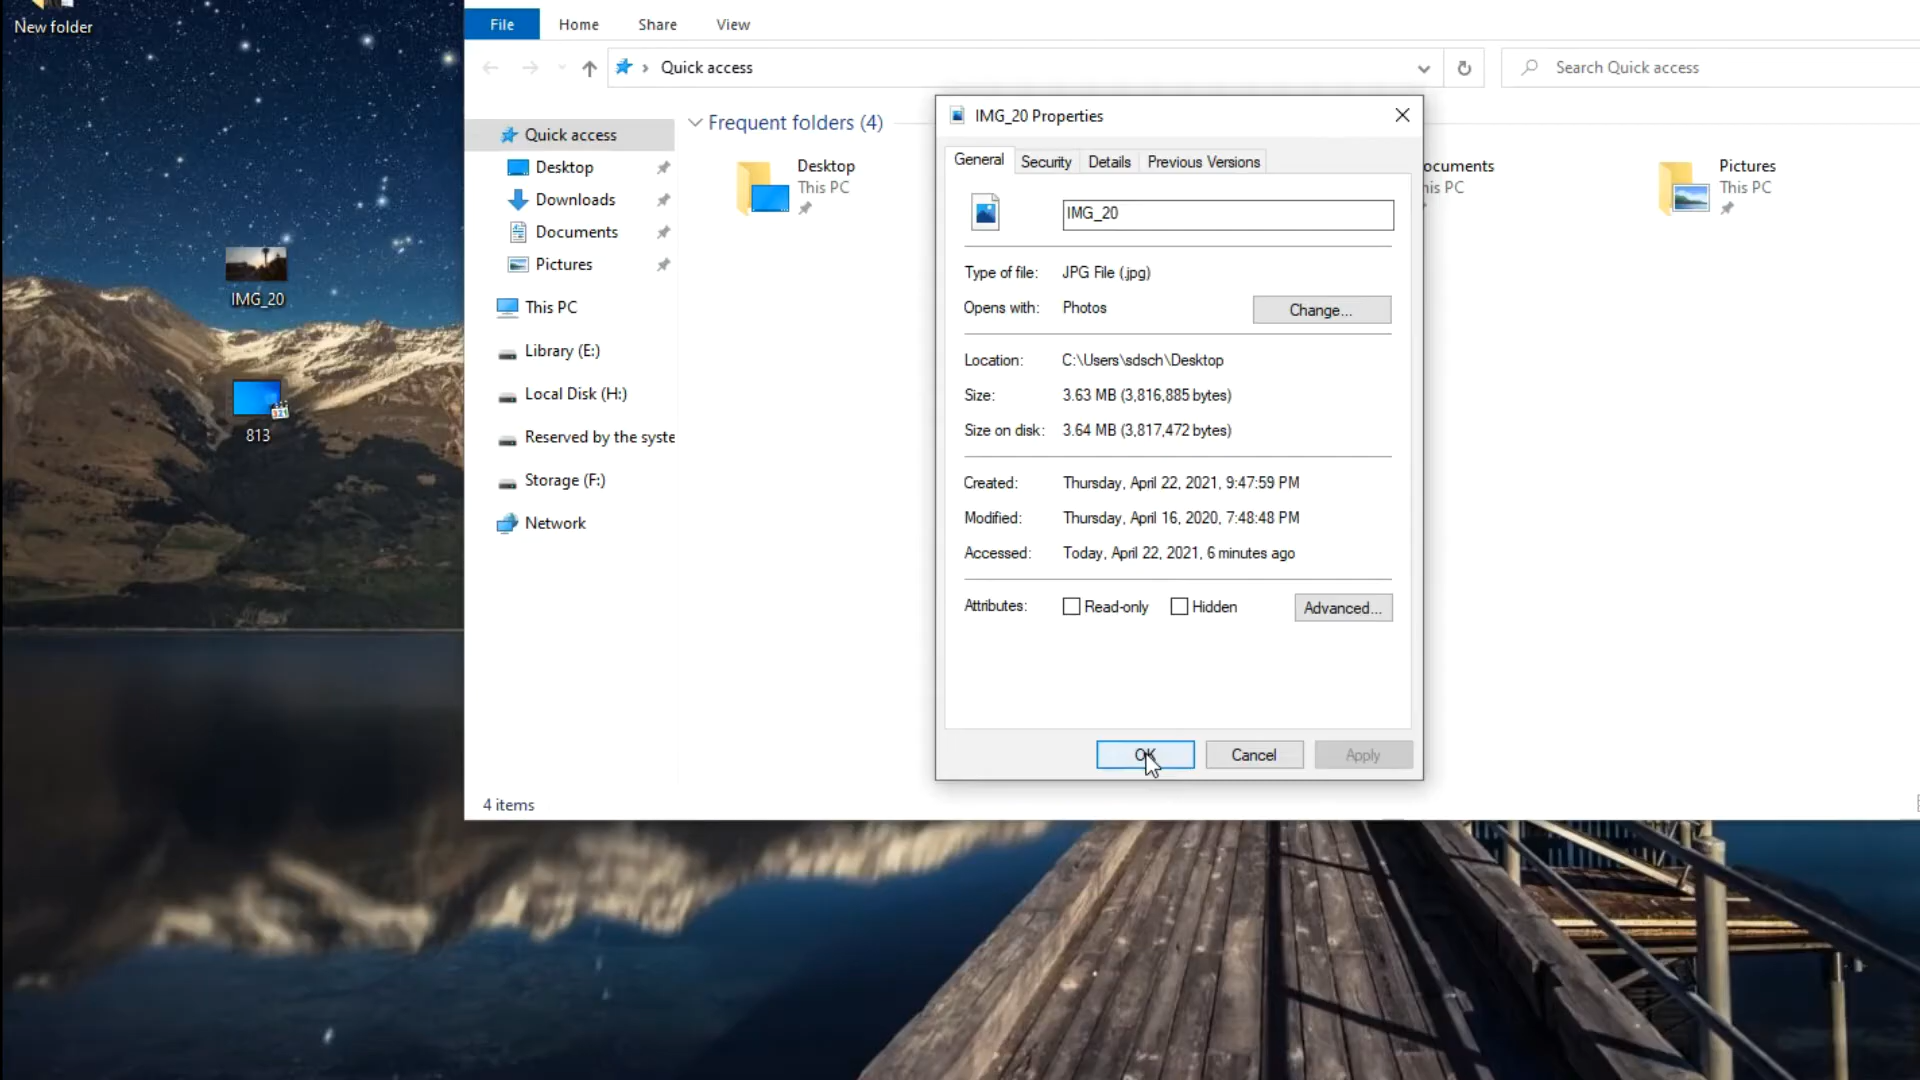 New folder
IMG_20
813
File Home Share View
Quick access
Search Quick access
Quick access
Desktop
Downloads
Documents
Pictures
This PC
Library (E:)
Local Disk (H:)
Reserved by the syste
Storage (F:)
Network
4 items
Frequent folders (4)
Desktop
This PC
ocuments
his PC
Pictures
This PC
IMG_20 Properties
General Security Details Previous Versions
IMG_20
Type of file: JPG File (.jpg)
Opens with: Photos Change...
Location: C:\Users\sdsch\Desktop
Size: 3.63 MB (3,816,885 bytes)
Size on disk: 3.64 MB (3,817,472 bytes)
Created: Thursday, April 22, 2021, 9:47:59 PM
Modified: Thursday, April 16, 2020, 7:48:48 PM
Accessed: Today, April 22, 2021, 6 minutes ago
Attributes: Read-only Hidden Advanced...
OK Cancel Apply